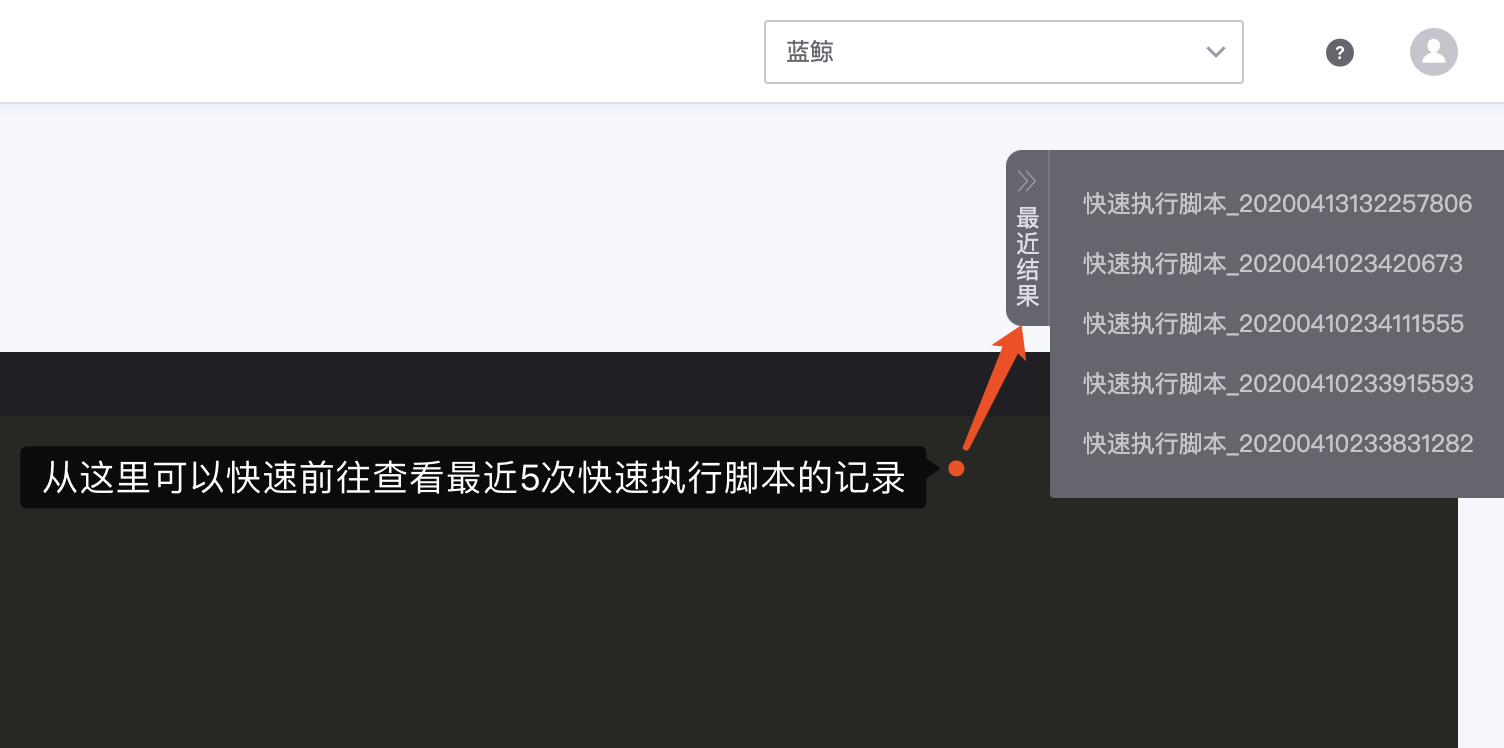 蓝鲸
?
最近结果
快速执行脚本_20200413132257806
快速执行脚本_2020041023420673
快速执行脚本_20200410234111555
快速执行脚本_20200410233915593
快速执行脚本_20200410233831282
从这里可以快速前往查看最近5次快速执行脚本的记录